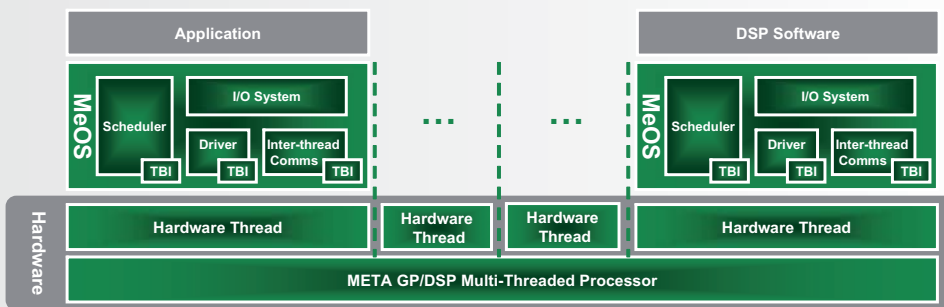 Application
DSP Software
MeOS
Scheduler
TBI
I/O System
Driver
TBI
Inter-thread
Comms
TBI
...
...
MeOS
Scheduler
TBI
I/O System
Driver
TBI
Inter-thread
Comms
TBI
Hardware
Hardware Thread
Hardware
Thread
Hardware
Thread
Hardware Thread
META GP/DSP Multi-Threaded Processor